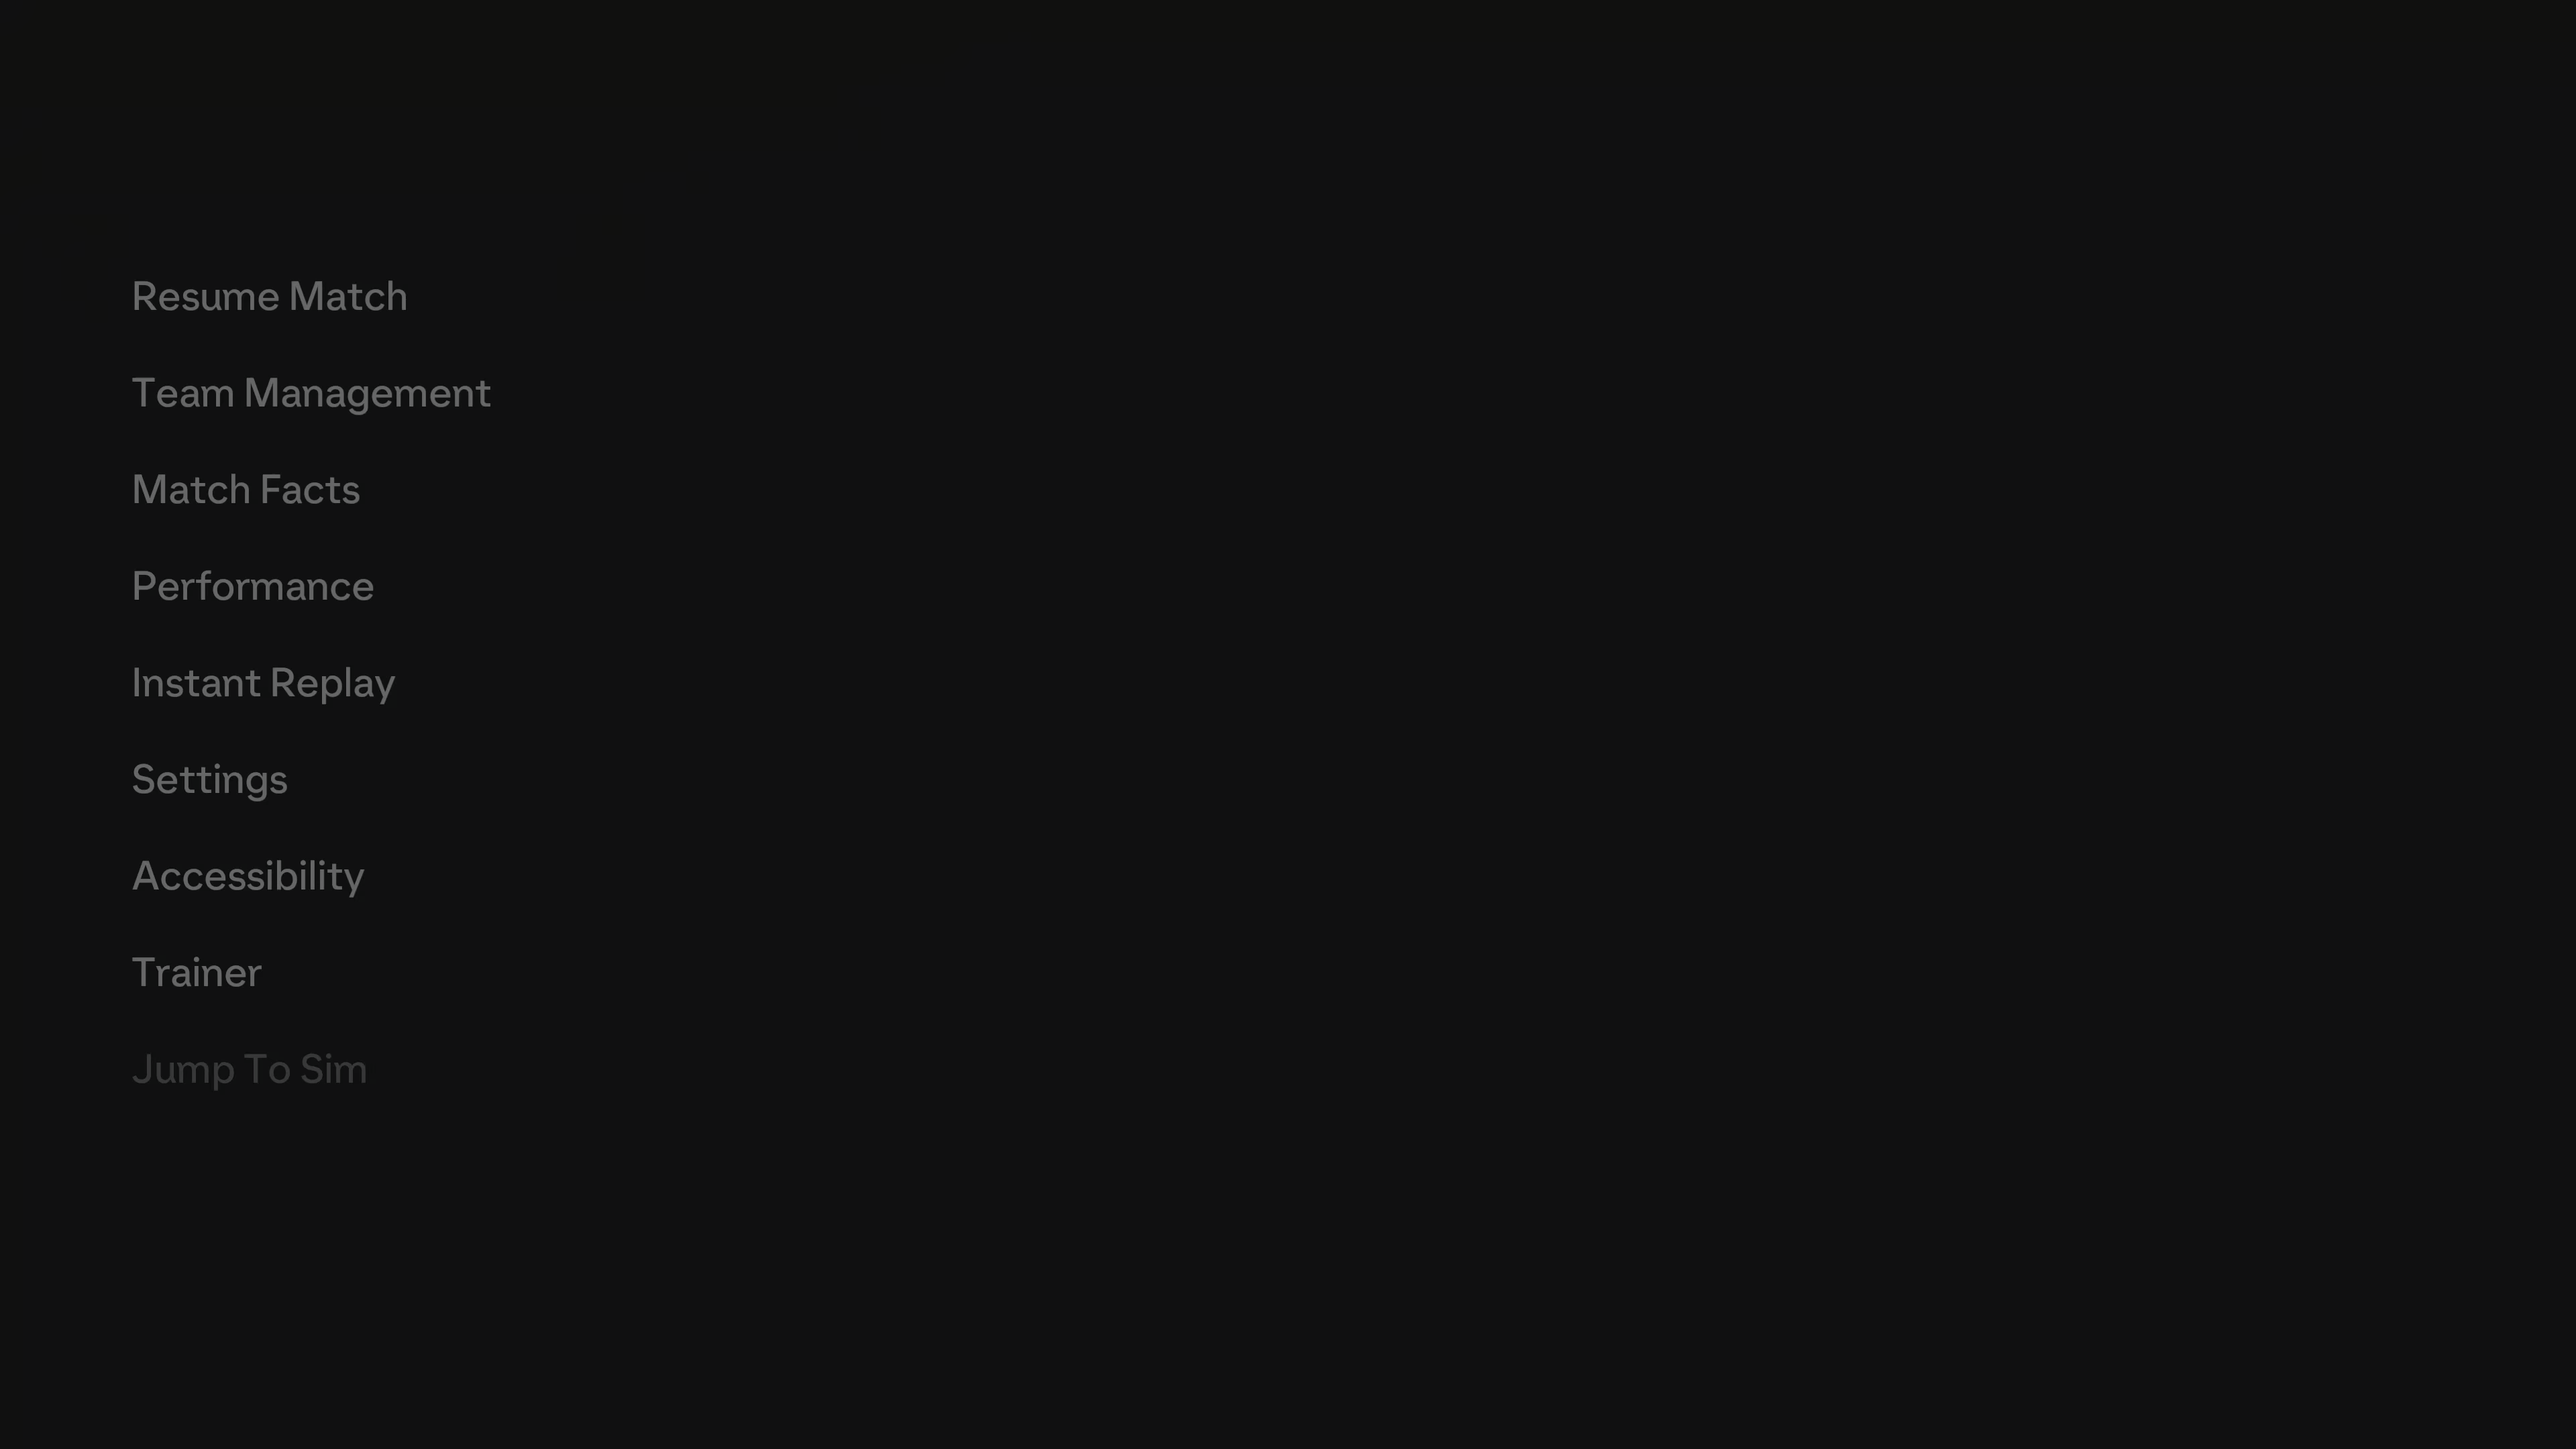 Resume Match
Team Management
Match Facts
Performance
Instant Replay
Settings
Accessibility
Trainer
Jump To Sim